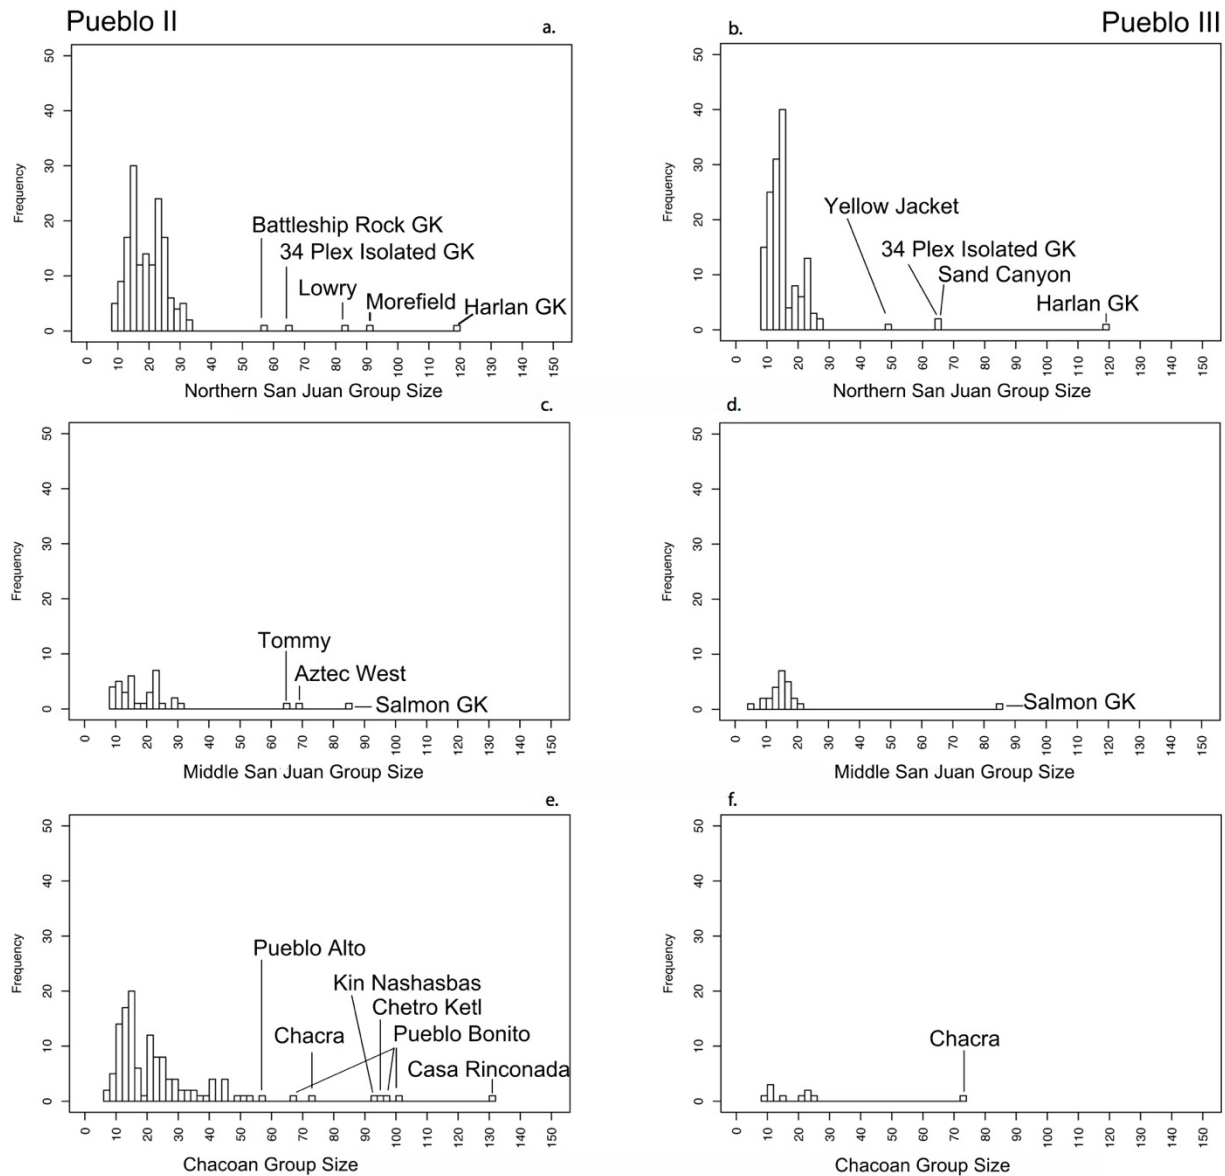 Pueblo II
Pueblo III
a.
50
40
30
20
10
0
Frequency
Battleship Rock GK
34 Plex Isolated GK
Lowry
Morefield
Harlan GK
0 10 20 30 40 50 60 70 80 90 100 110 120 130 140 150
Northern San Juan Group Size
b.
50
40
30
20
10
0
Frequency
Yellow Jacket
34 Plex Isolated GK
Sand Canyon
Harlan GK
0 10 20 30 40 50 60 70 80 90 100 110 120 130 140 150
Northern San Juan Group Size
c.
50
40
30
20
10
0
Frequency
Tommy
Aztec West
Salmon GK
0 10 20 30 40 50 60 70 80 90 100 110 120 130 140 150
Middle San Juan Group Size
d.
50
40
30
20
10
0
Frequency
Salmon GK
0 10 20 30 40 50 60 70 80 90 100 110 120 130 140 150
Middle San Juan Group Size
e.
50
40
30
20
10
0
Frequency
Pueblo Alto
Kin Nashasbas
Chetro Ketl
Chacra
Pueblo Bonito
Casa Rinconada
0 10 20 30 40 50 60 70 80 90 100 110 120 130 140 150
Chacoan Group Size
f.
50
40
30
20
10
0
Frequency
Chacra
0 10 20 30 40 50 60 70 80 90 100 110 120 130 140 150
Chacoan Group Size